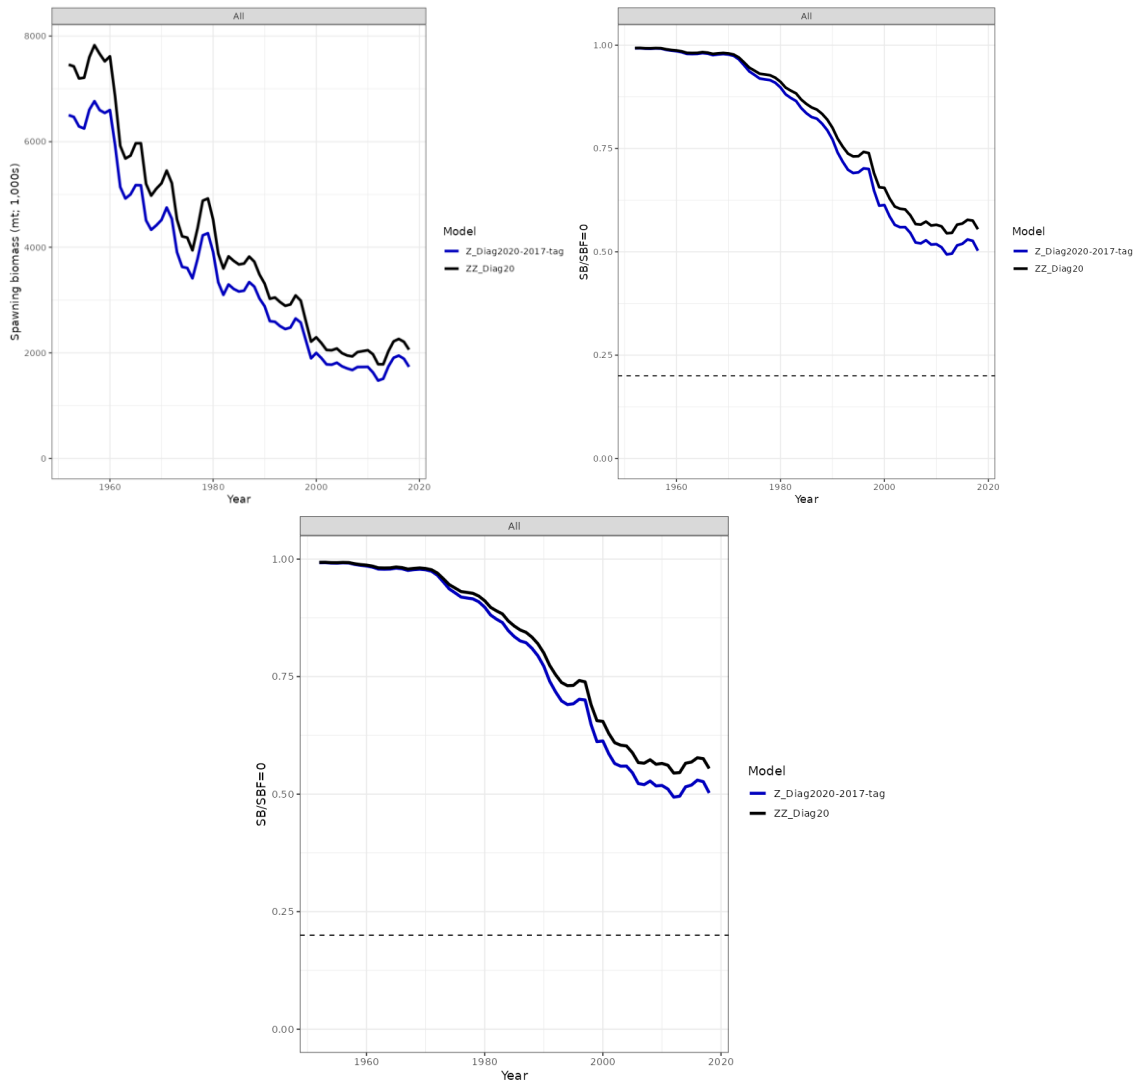 All
8000
6000
4000
2000
0
Spawning biomass (mt; 1,000s)
1960
1980
2000
2020
Year
Model
Z_Diag2020-2017-tag
ZZ_Diag20
All
1.00
0.75
0.50
0.25
0.00
SB/SBF=0
1960
1980
2000
2020
Year
Model
Z_Diag2020-2017-tag
ZZ_Diag20
All
1.00
0.75
0.50
0.25
0.00
SB/SBF=0
1960
1980
2000
2020
Year
Model
Z_Diag2020-2017-tag
ZZ_Diag20